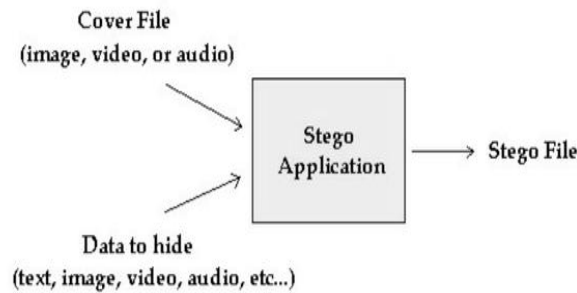 Cover File
(image, video, or audio)
Stego
Application
Stego File
Data to hide
(text, image, video, audio, etc...)